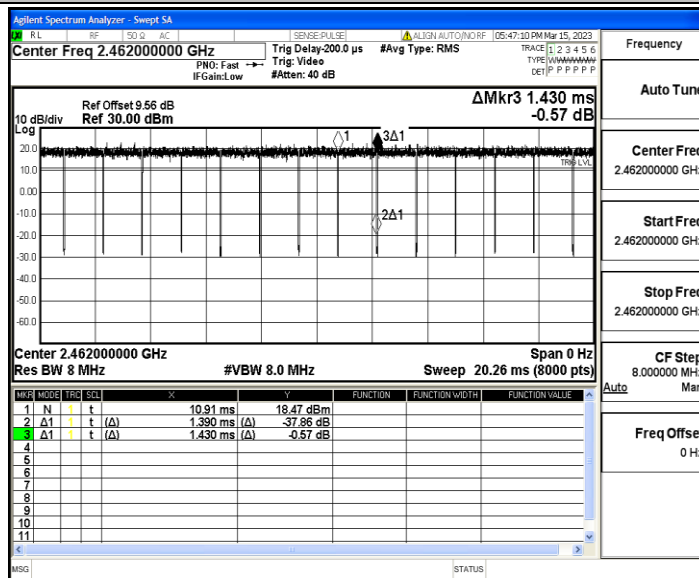 Agilent Spectrum Analyzer - Swept SA
RL RF 50 Ω AC SENSE:PULSE ALIGN AUTO/NO RF 05:47:10 PM Mar 15, 2023
Center Freq 2.462000000 GHz
PNO: Fast
IFGain:Low
Trig Delay-200.0 µs
Trig: Video
#Atten: 40 dB
#Avg Type: RMS
TRACE 1 2 3 4 5 6
TYPE
DET P P P P P P
Ref Offset 9.56 dB
Ref 30.00 dBm
10 dB/div
Log
ΔMkr3 1.430 ms
-0.57 dB
1
3Δ1
2Δ1
TRIG LVL
20.0
10.0
0.00
-10.0
-20.0
-30.0
-40.0
-50.0
-60.0
Center 2.462000000 GHz Span 0 Hz
Res BW 8 MHz #VBW 8.0 MHz Sweep 20.26 ms (8000 pts)
MKR MODE TRC SCL X Y FUNCTION FUNCTION WIDTH FUNCTION VALUE
1 N t 10.91 ms 18.47 dBm
2 Δ1 t (Δ) 1.390 ms (Δ) -37.86 dB
3 Δ1 t (Δ) 1.430 ms (Δ) -0.57 dB
4
5
6
7
8
9
10
11
MSG STATUS
Frequency
Auto Tun
Center Fre
2.462000000 GH
Start Fre
2.462000000 GH
Stop Fre
2.462000000 GH
CF Step
8.000000 MH
Auto Ma
Freq Offse
0 H